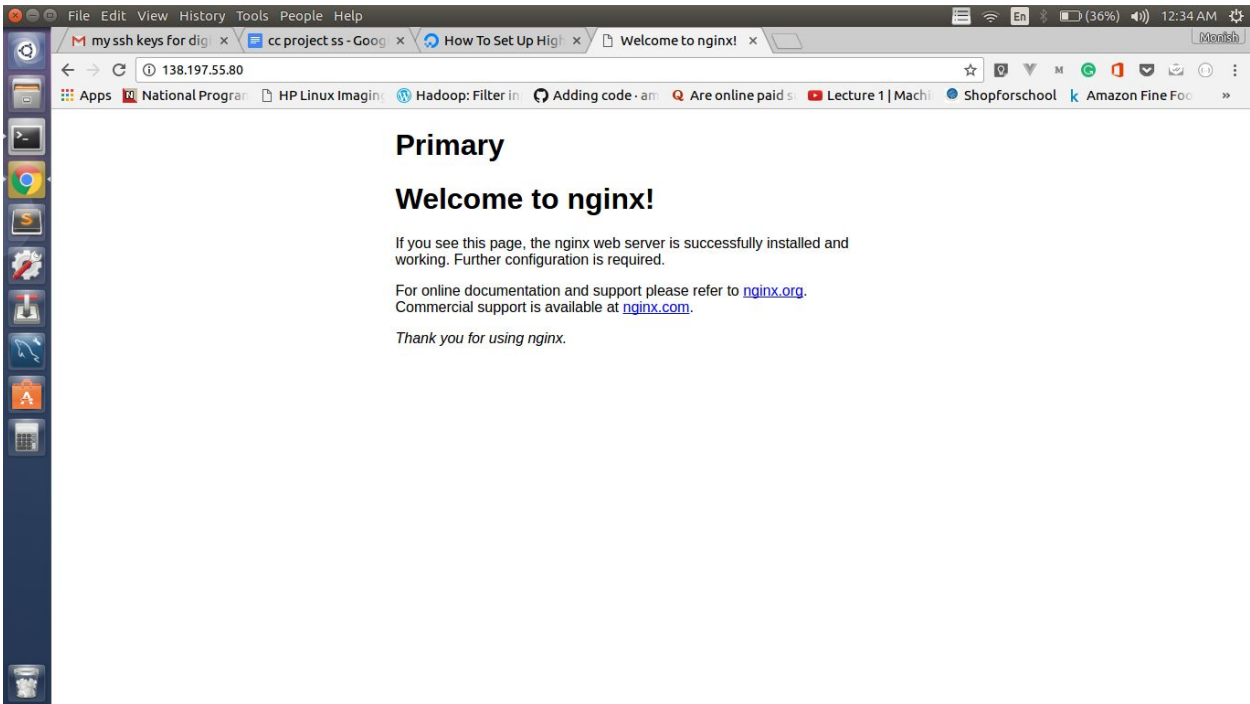 File Edit View History Tools People Help
En (36%) 12:34 AM
my ssh keys for digi
cc project ss - Goog
How To Set Up High
Welcome to nginx!
Monish
138.197.55.80
Apps National Progran HP Linux Imaging Hadoop: Filter in Adding code · am Are online paid s Lecture 1 | Machi Shopforschool Amazon Fine Foo »
Primary
Welcome to nginx!
If you see this page, the nginx web server is successfully installed and
working. Further configuration is required.
For online documentation and support please refer to nginx.org.
Commercial support is available at nginx.com.
Thank you for using nginx.